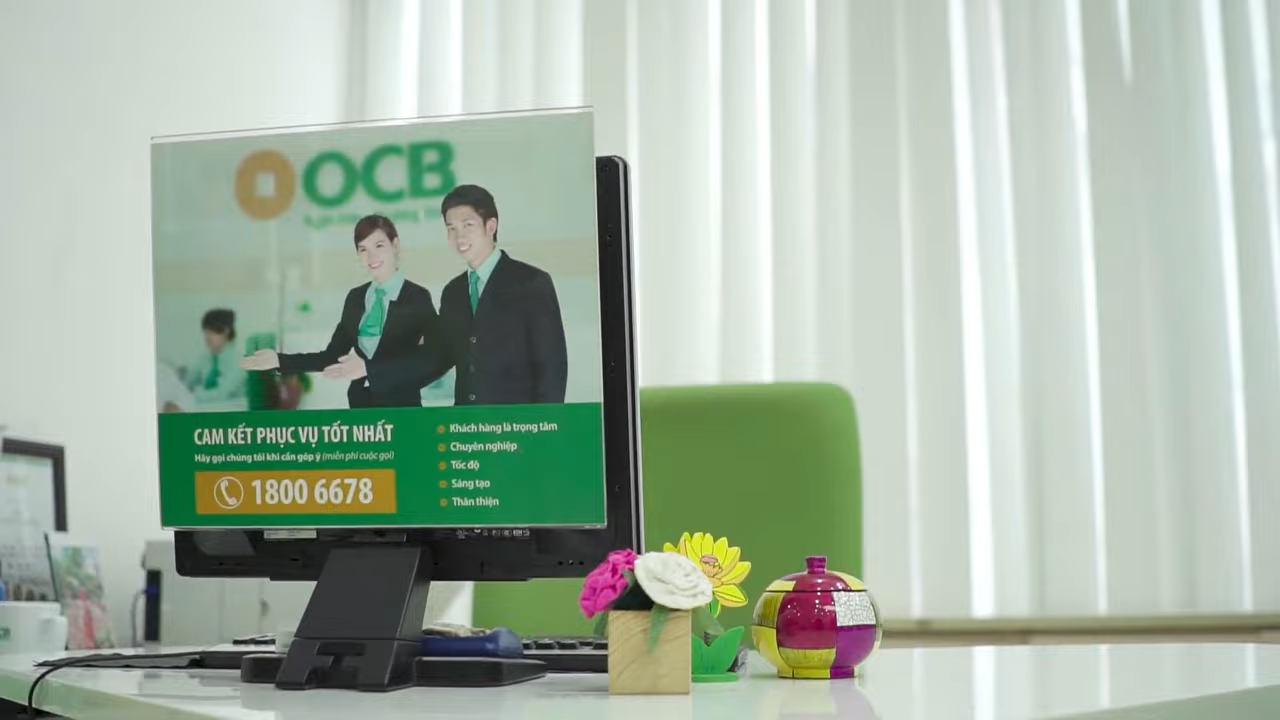 OCB
CAM KẾT PHỤC VỤ TỐT NHẤT
Hãy gọi chúng tôi khi cần góp ý (miễn phí cuộc gọi)
1800 6678
Khách hàng là trọng tâm
Chuyên nghiệp
Tốc độ
Sáng tạo
Thân thiện